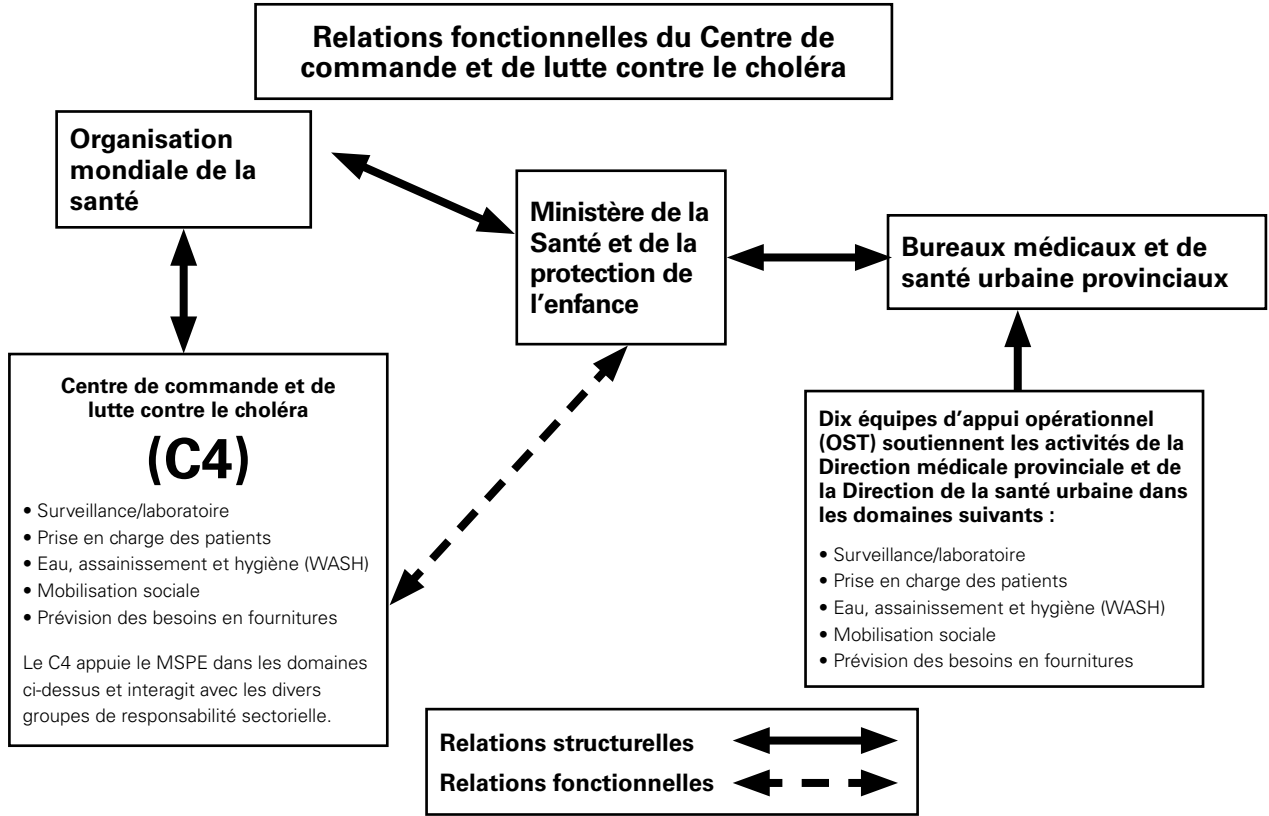 Relations fonctionnelles du Centre de
commande et de lutte contre le choléra
Organisation
mondiale de la
santé
Ministère de la
Santé et de la
protection de
l'enfance
Bureaux médicaux et de
santé urbaine provinciaux
Centre de commande et de
lutte contre le choléra
(C4)
• Surveillance/laboratoire
• Prise en charge des patients
• Eau, assainissement et hygiène (WASH)
• Mobilisation sociale
• Prévision des besoins en fournitures
Le C4 appuie le MSPE dans les domaines
ci-dessus et interagit avec les divers
groupes de responsabilité sectorielle.
Dix équipes d'appui opérationnel
(OST) soutiennent les activités de la
Direction médicale provinciale et de
la Direction de la santé urbaine dans
les domaines suivants :
• Surveillance/laboratoire
• Prise en charge des patients
• Eau, assainissement et hygiène (WASH)
• Mobilisation sociale
• Prévision des besoins en fournitures
Relations structurelles
Relations fonctionnelles